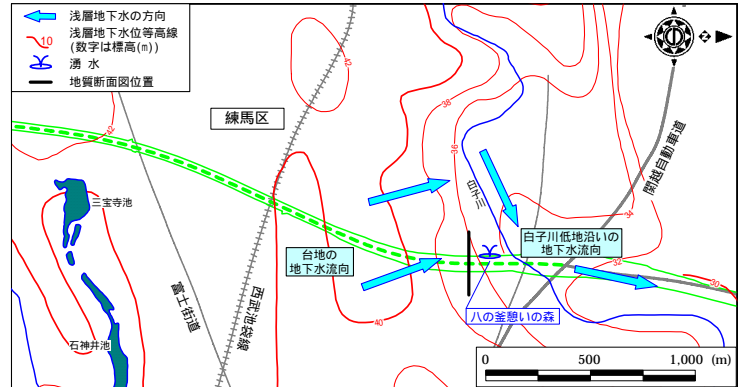 浅層地下水の方向
浅層地下水位等高線
(数字は標高(m))
10
湧 水
地質断面図位置
練馬区
42
42
38
36
34
32
30
40
三宝寺池
石神井池
富士街道
西武池袋線
台地の
地下水流向
白子川
関越自動車道
白子川低地沿いの
地下水流向
八の釜憩いの森
0 500 1,000 (m)